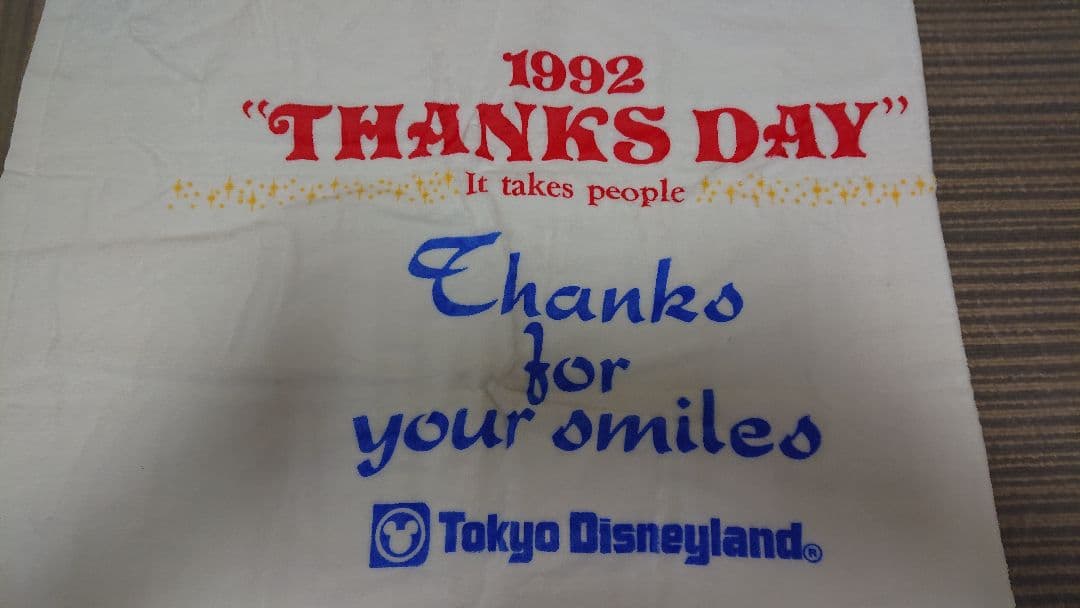 1992
“THANKS DAY”
It takes people
Thanks
for
your smiles
Tokyo Disneyland®